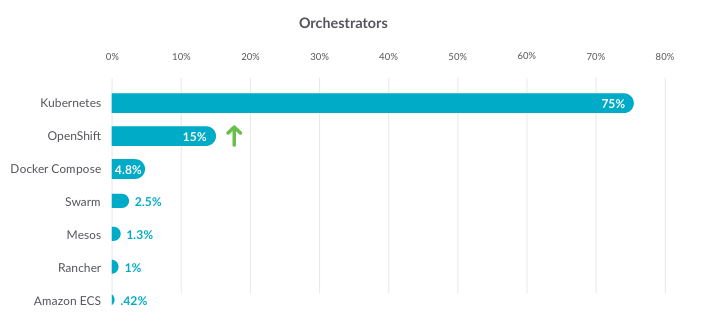 Orchestrators
0% 10% 20% 30% 40% 50% 60% 70% 80%
Kubernetes 75%
OpenShift 15%
Docker Compose 4.8%
Swarm 2.5%
Mesos 1.3%
Rancher 1%
Amazon ECS .42%